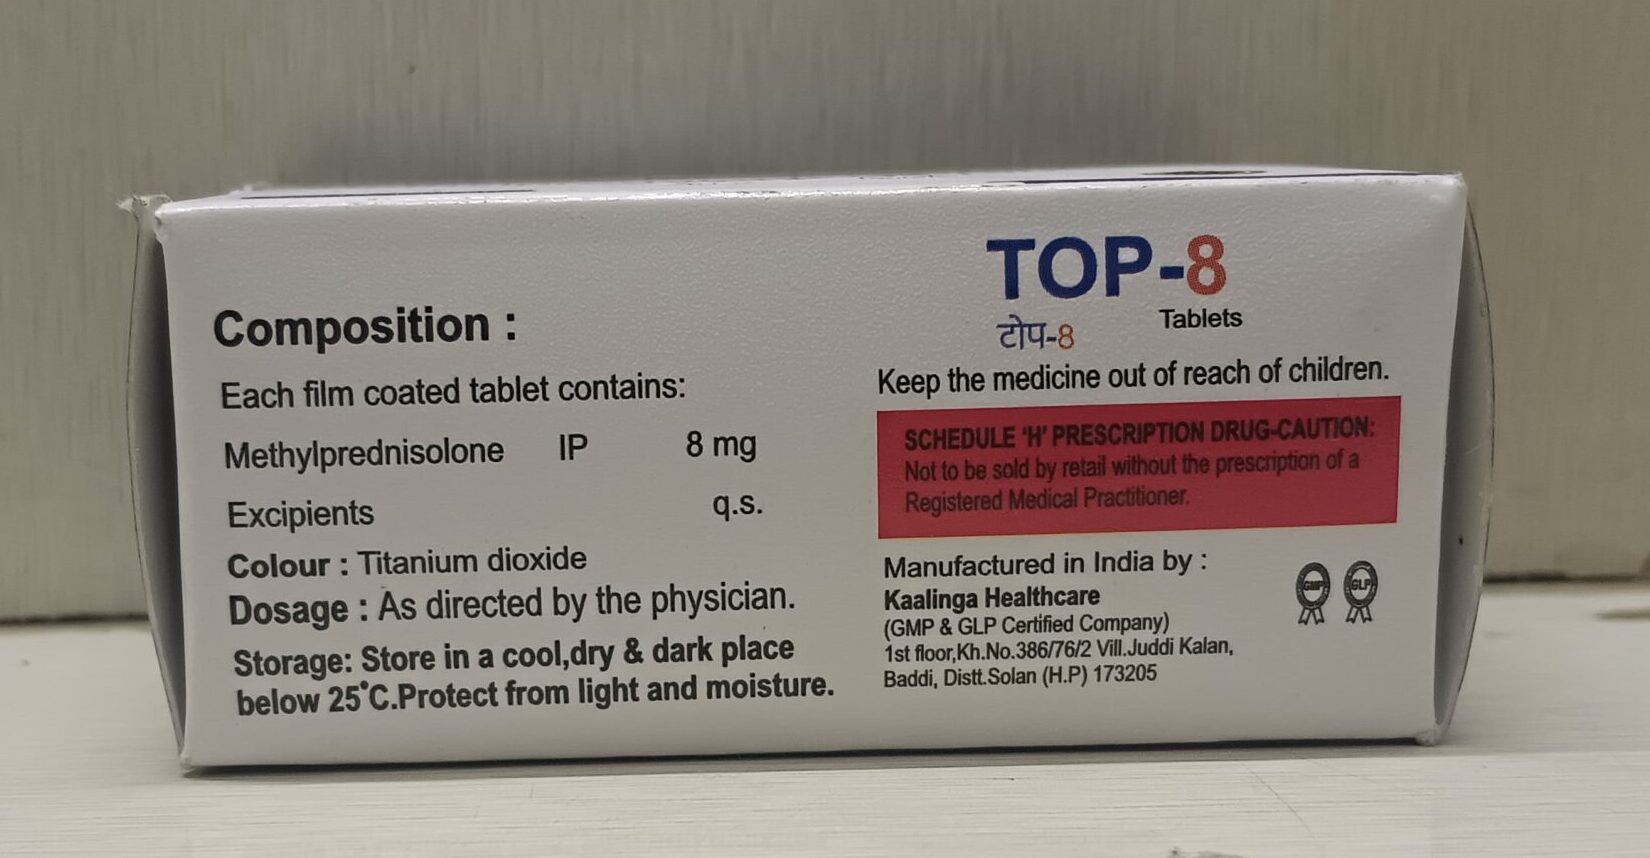 Composition :
Each film coated tablet contains:
Methylprednisolone IP 8 mg
Excipients q.s.
Colour : Titanium dioxide
Dosage : As directed by the physician.
Storage: Store in a cool,dry & dark place
below 25°C.Protect from light and moisture.
TOP-8
टोप-8 Tablets
Keep the medicine out of reach of children.
SCHEDULE 'H' PRESCRIPTION DRUG-CAUTION:
Not to be sold by retail without the prescription of a
Registered Medical Practitioner.
Manufactured in India by :
Kaalinga Healthcare
(GMP & GLP Certified Company)
1st floor,Kh.No.386/76/2 Vill.Juddi Kalan,
Baddi, Distt.Solan (H.P) 173205
GMP GLP